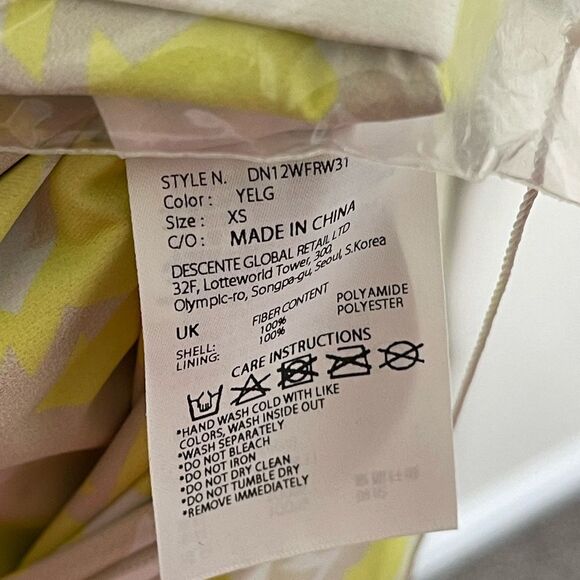 STYLE N. DN12WFRW31
Color : YELG
Size : XS
C/O : MADE IN CHINA
DESCENTE GLOBAL RETAIL LTD
32F, Lotteworld Tower, 300,
Olympic-ro, Songpa-gu, Seoul, S.Korea
UK FIBER CONTENT
SHELL: 100% POLYAMIDE
LINING: 100% POLYESTER
CARE INSTRUCTIONS
*HAND WASH COLD WITH LIKE
COLORS, WASH INSIDE OUT
*WASH SEPARATELY
*DO NOT BLEACH
*DO NOT IRON
*DO NOT DRY CLEAN
*DO NOT TUMBLE DRY
*REMOVE IMMEDIATELY